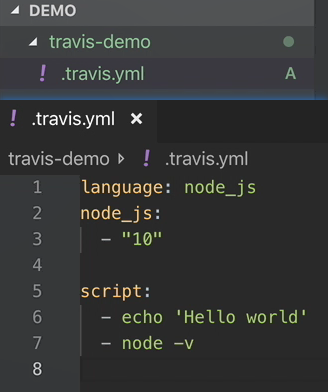 DEMO
travis-demo
! .travis.yml A
! .travis.yml ×
travis-demo ! .travis.yml
1 language: node_js
2 node_js:
3   - "10"
4
5 script:
6   - echo 'Hello world'
7   - node -v
8